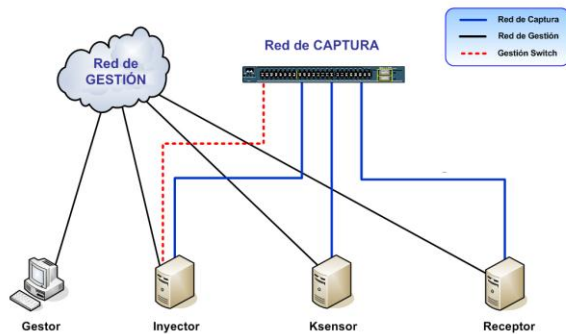 Red de
GESTIÓN
Red de CAPTURA
Red de Captura
Red de Gestión
Gestión Switch
Gestor
Inyector
Ksensor
Receptor